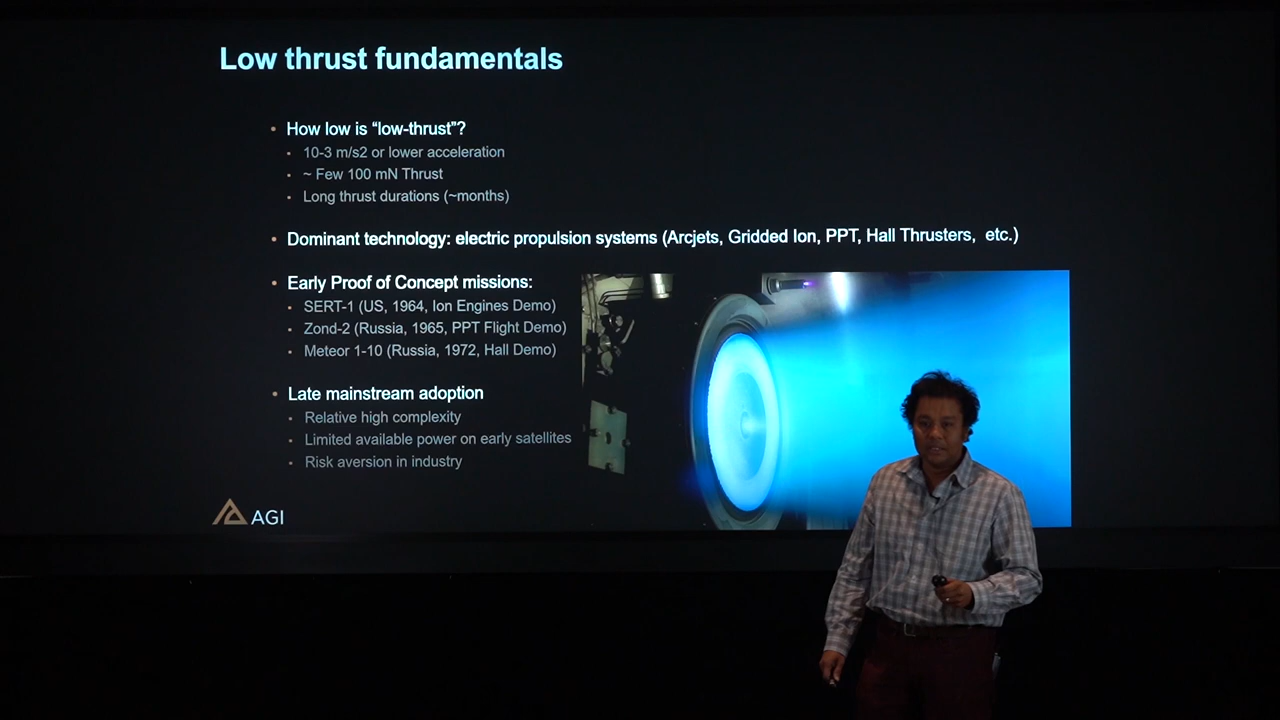 Low thrust fundamentals
• How low is “low-thrust”?
• 10-3 m/s2 or lower acceleration
• ~ Few 100 mN Thrust
• Long thrust durations (~months)
• Dominant technology: electric propulsion systems (Arcjets, Gridded Ion, PPT, Hall Thrusters, etc.)
• Early Proof of Concept missions:
• SERT-1 (US, 1964, Ion Engines Demo)
• Zond-2 (Russia, 1965, PPT Flight Demo)
• Meteor 1-10 (Russia, 1972, Hall Demo)
• Late mainstream adoption
• Relative high complexity
• Limited available power on early satellites
• Risk aversion in industry
AGI